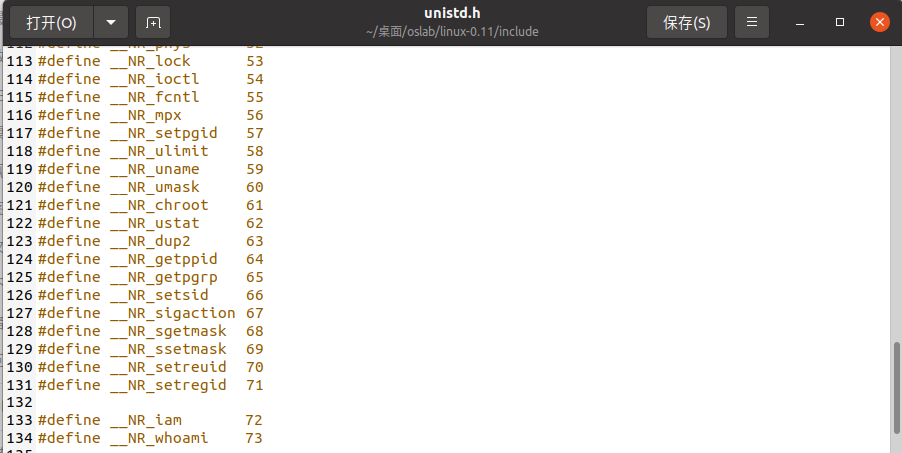 打开(O)
unistd.h
~/桌面/oslab/linux-0.11/include
保存(S)
113 #define __NR_lock 53
114 #define __NR_ioctl 54
115 #define __NR_fcntl 55
116 #define __NR_mpx 56
117 #define __NR_setpgid 57
118 #define __NR_ulimit 58
119 #define __NR_uname 59
120 #define __NR_umask 60
121 #define __NR_chroot 61
122 #define __NR_ustat 62
123 #define __NR_dup2 63
124 #define __NR_getppid 64
125 #define __NR_getpgrp 65
126 #define __NR_setsid 66
127 #define __NR_sigaction 67
128 #define __NR_sgetmask 68
129 #define __NR_ssetmask 69
130 #define __NR_setreuid 70
131 #define __NR_setregid 71
132
133 #define __NR_iam 72
134 #define __NR_whoami 73